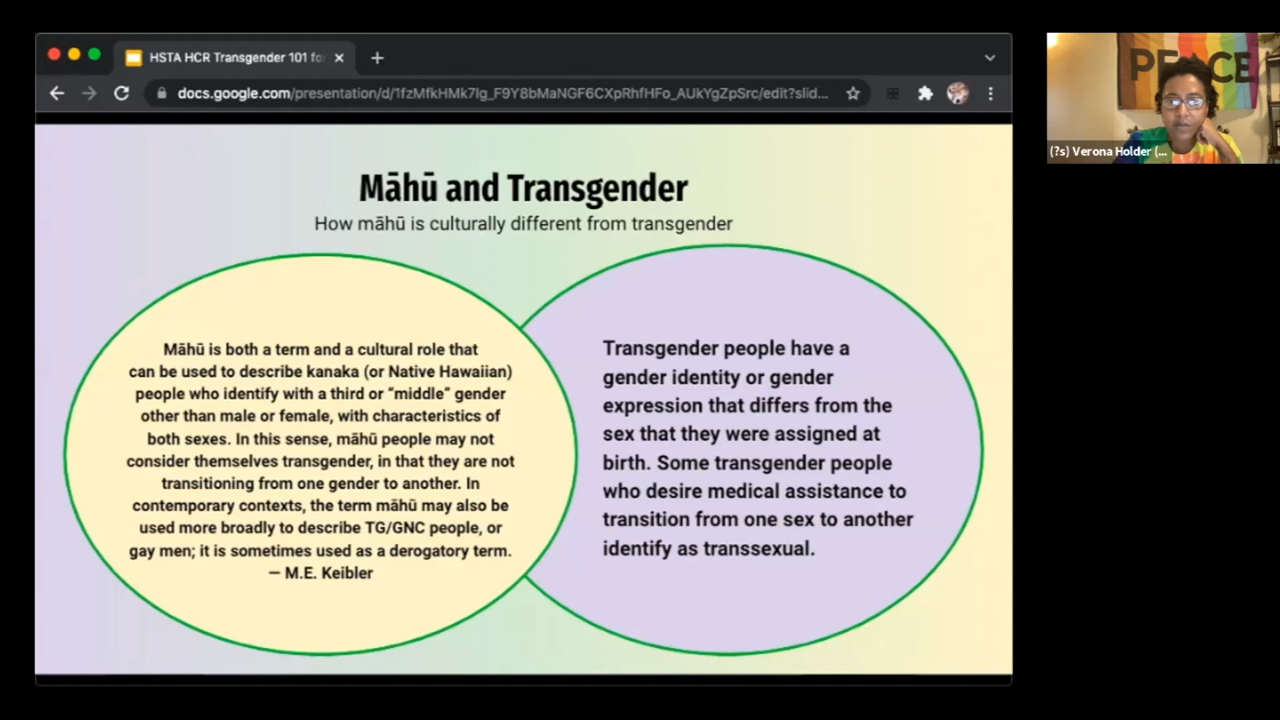 HSTA HCR Transgender 101 fo
docs.google.com/presentation/d/1fzMfkHMk7Ig_F9Y8bMaNGF6CXpRhfHFo_AUkYgZpSrc/edit?slid...
PEACE
(?s) Verona Holder (...
Māhū and Transgender
How māhū is culturally different from transgender
Māhū is both a term and a cultural role that
can be used to describe kanaka (or Native Hawaiian)
people who identify with a third or “middle” gender
other than male or female, with characteristics of
both sexes. In this sense, māhū people may not
consider themselves transgender, in that they are not
transitioning from one gender to another. In
contemporary contexts, the term māhū may also be
used more broadly to describe TG/GNC people, or
gay men; it is sometimes used as a derogatory term.
— M.E. Keibler
Transgender people have a
gender identity or gender
expression that differs from the
sex that they were assigned at
birth. Some transgender people
who desire medical assistance to
transition from one sex to another
identify as transsexual.